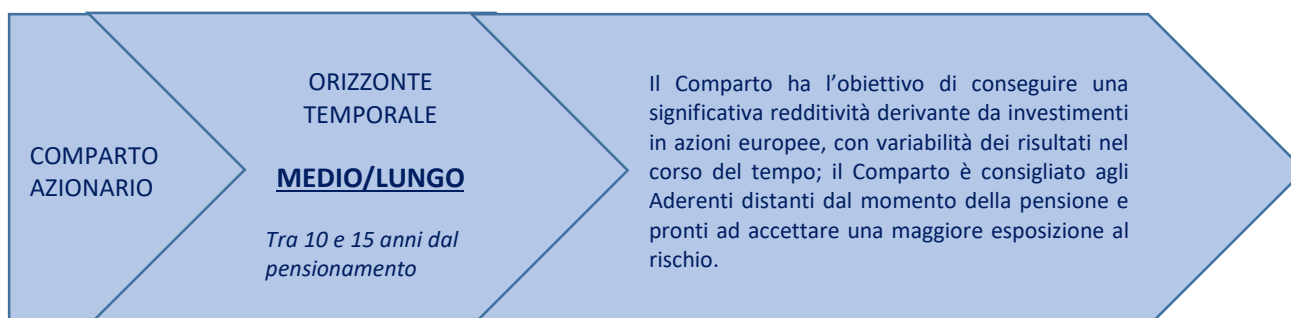 COMPARTO
AZIONARIO
ORIZZONTE
TEMPORALE
MEDIO/LUNGO
Tra 10 e 15 anni dal
pensionamento
Il Comparto ha l’obiettivo di conseguire una
significativa redditività derivante da investimenti
in azioni europee, con variabilità dei risultati nel
corso del tempo; il Comparto è consigliato agli
Aderenti distanti dal momento della pensione e
pronti ad accettare una maggiore esposizione al
rischio.